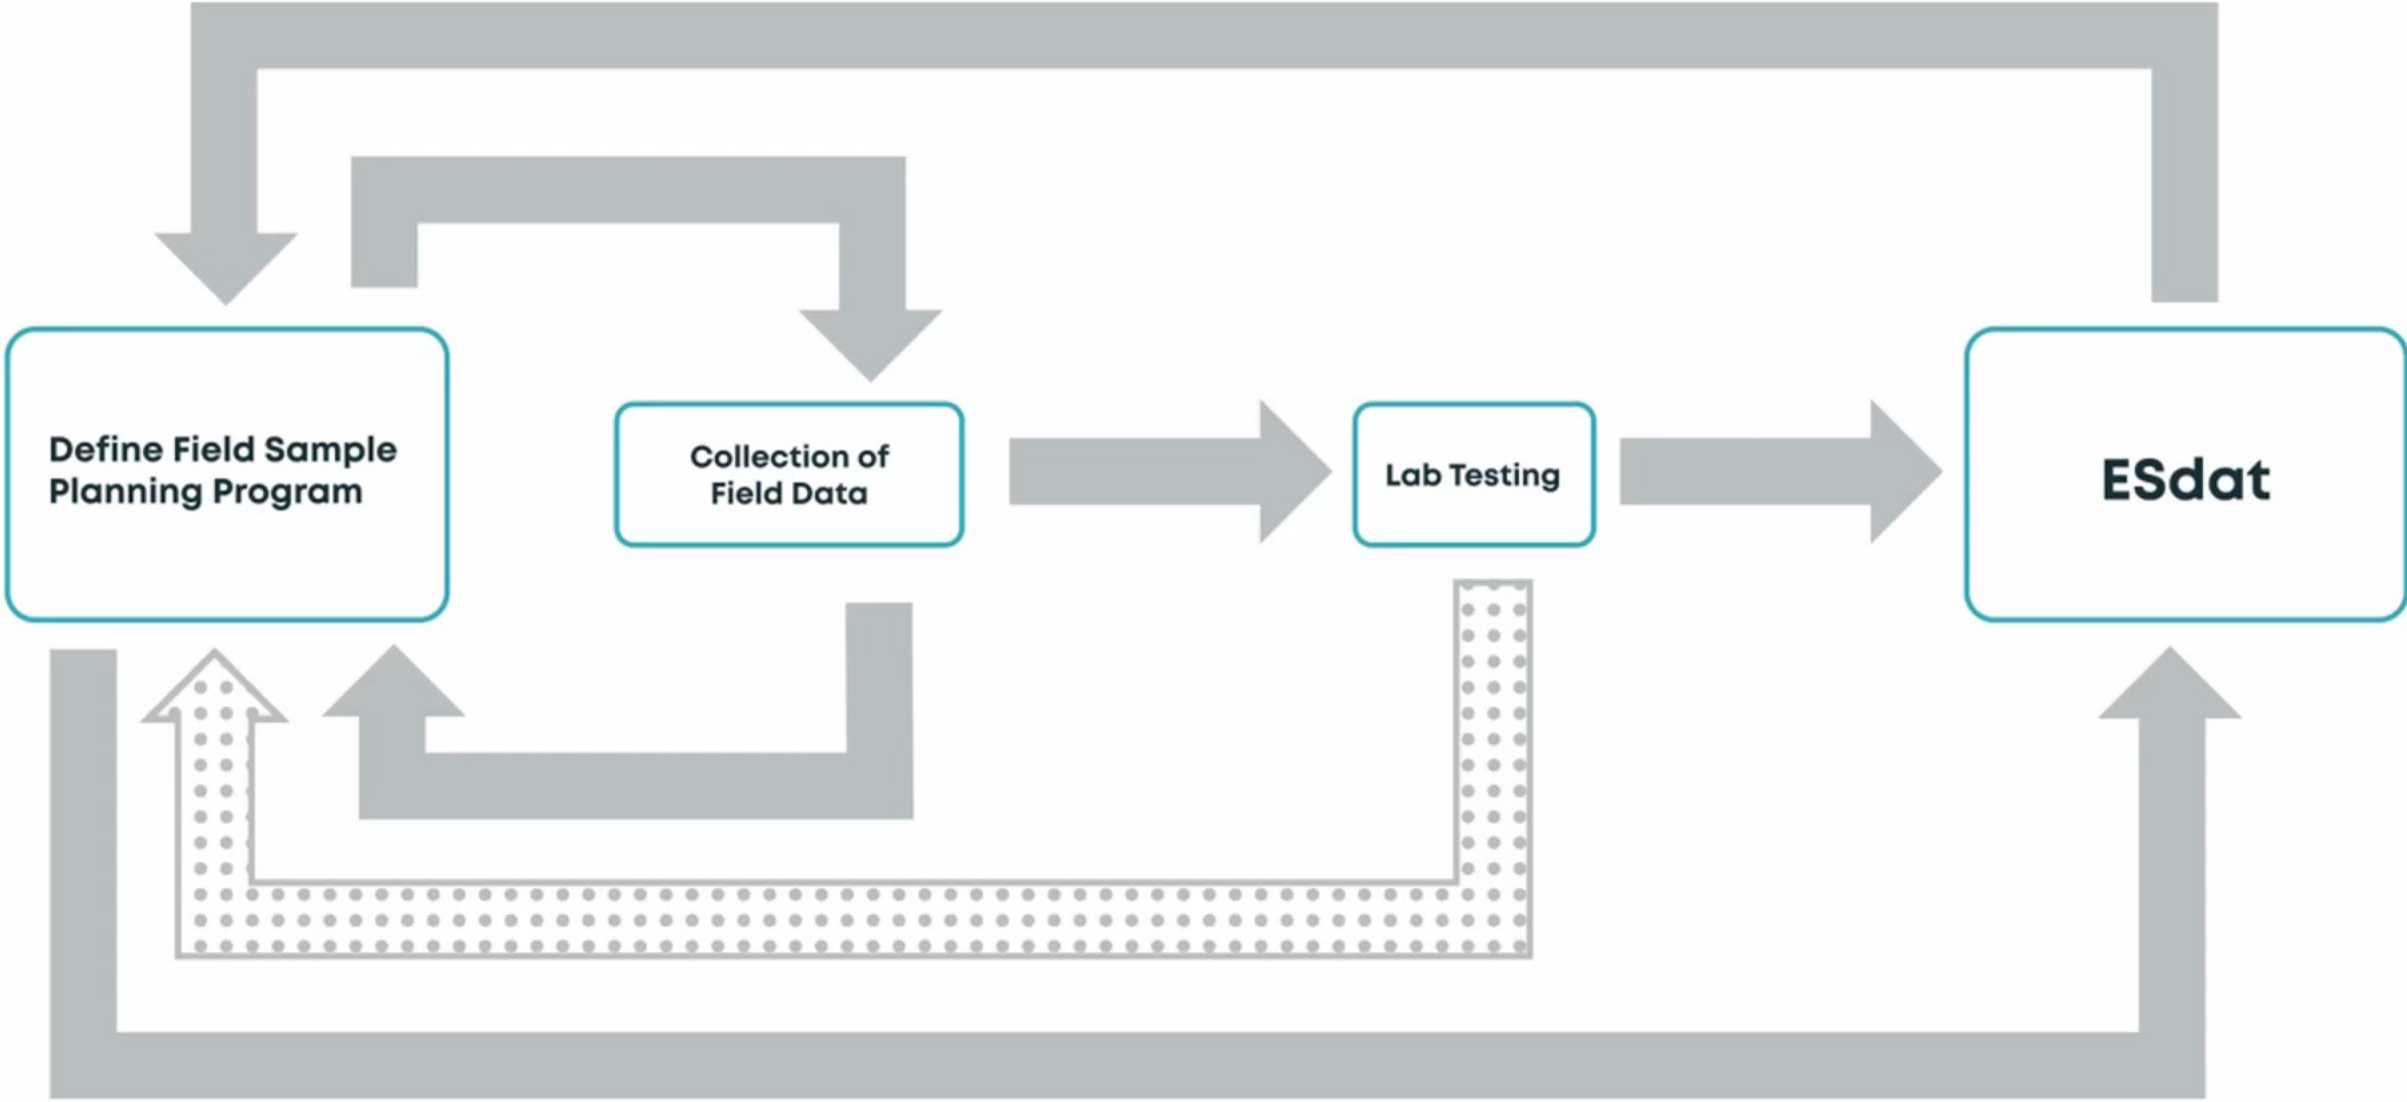 Define Field Sample
Planning Program
Collection of
Field Data
Lab Testing
ESdat